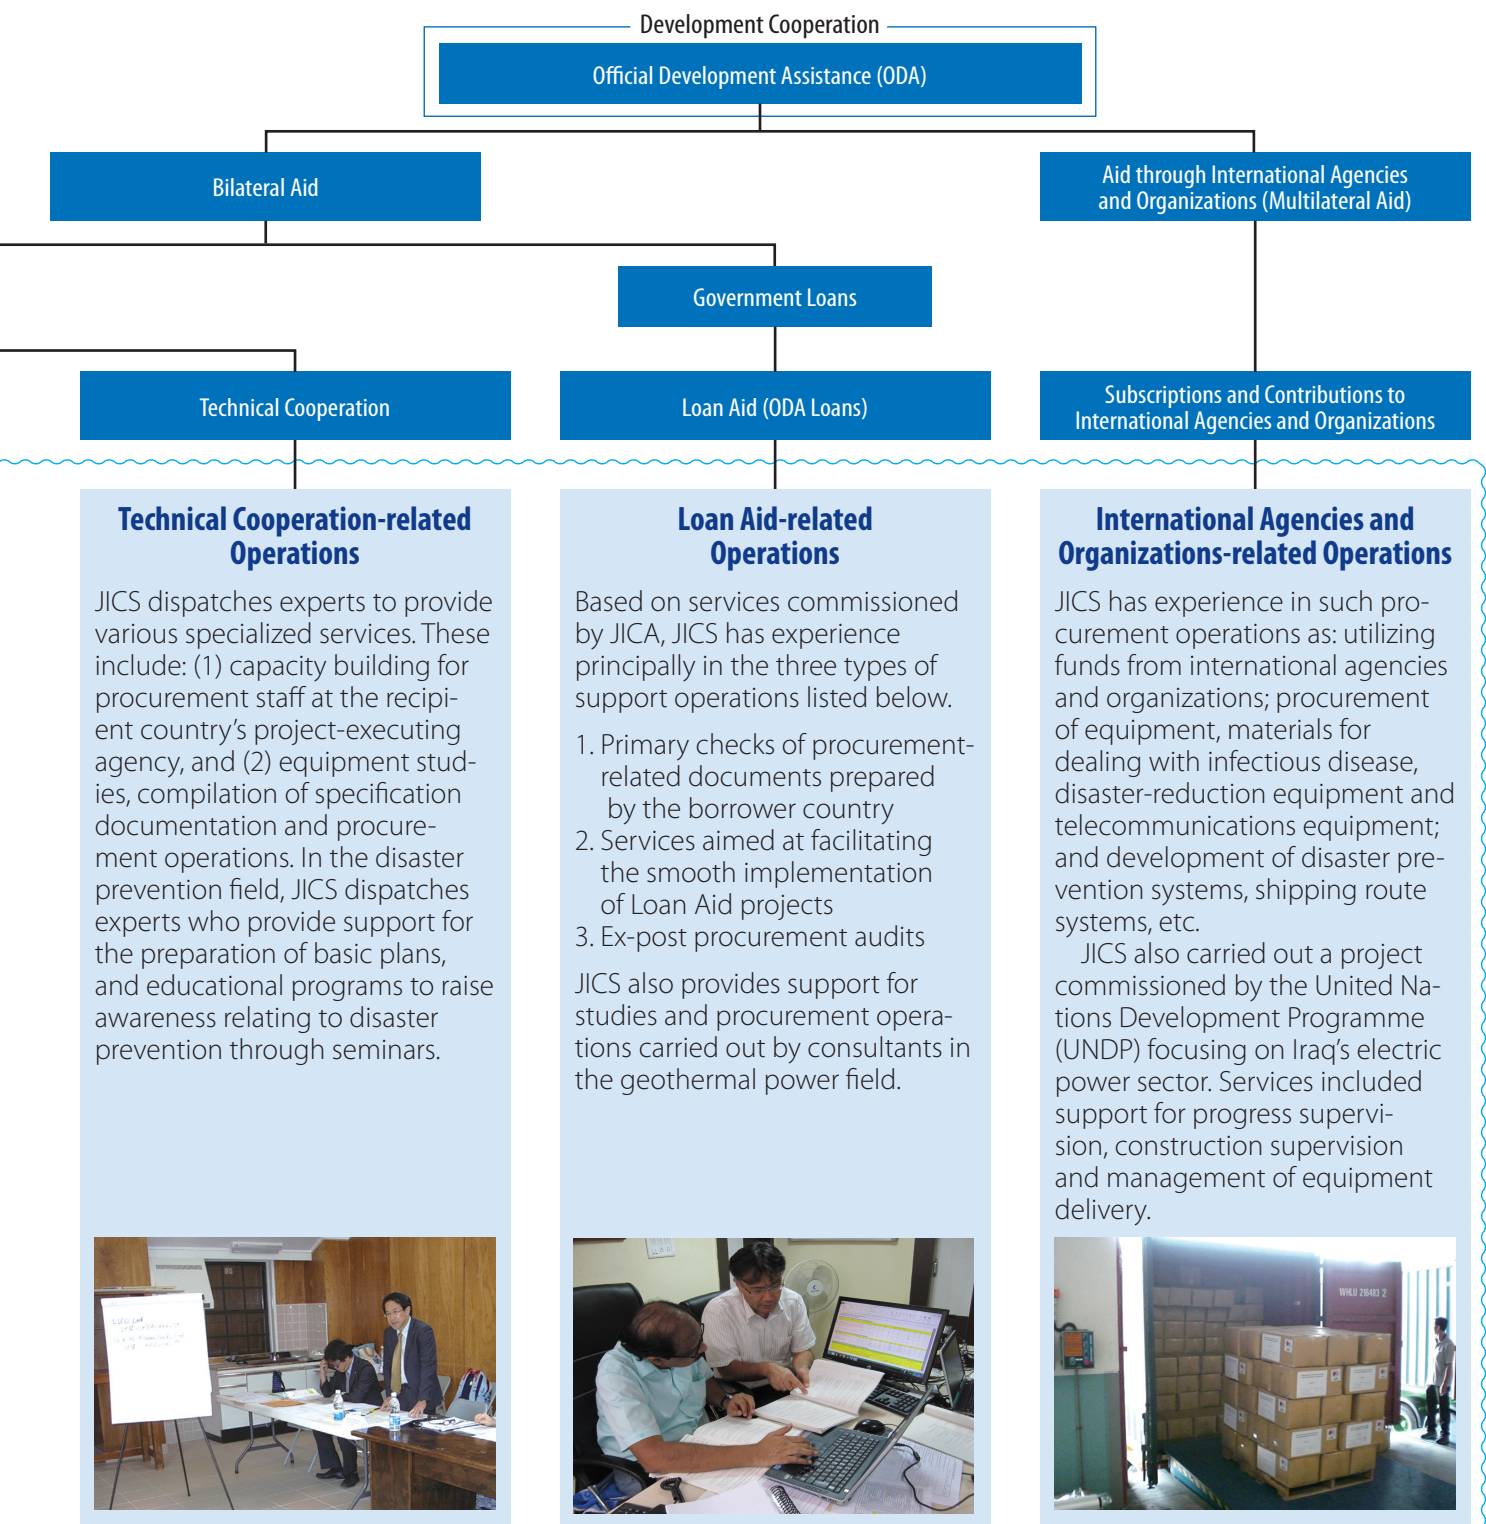 Development Cooperation
Official Development Assistance (ODA)
Bilateral Aid
Aid through International Agencies
and Organizations (Multilateral Aid)
Government Loans
Technical Cooperation
Loan Aid (ODA Loans)
Subscriptions and Contributions to
International Agencies and Organizations
Technical Cooperation-related
Operations
JICS dispatches experts to provide
various specialized services. These
include: (1) capacity building for
procurement staff at the recipi-
ent country's project-executing
agency, and (2) equipment stud-
ies, compilation of specification
documentation and procure-
ment operations. In the disaster
prevention field, JICS dispatches
experts who provide support for
the preparation of basic plans,
and educational programs to raise
awareness relating to disaster
prevention through seminars.
Loan Aid-related
Operations
Based on services commissioned
by JICA, JICS has experience
principally in the three types of
support operations listed below.
1. Primary checks of procurement-
related documents prepared
by the borrower country
2. Services aimed at facilitating
the smooth implementation
of Loan Aid projects
3. Ex-post procurement audits
JICS also provides support for
studies and procurement opera-
tions carried out by consultants in
the geothermal power field.
International Agencies and
Organizations-related Operations
JICS has experience in such pro-
curement operations as: utilizing
funds from international agencies
and organizations; procurement
of equipment, materials for
dealing with infectious disease,
disaster-reduction equipment and
telecommunications equipment;
and development of disaster pre-
vention systems, shipping route
systems, etc.
JICS also carried out a project
commissioned by the United Na-
tions Development Programme
(UNDP) focusing on Iraq's electric
power sector. Services included
support for progress supervi-
sion, construction supervision
and management of equipment
delivery.
WHLU 216483 2